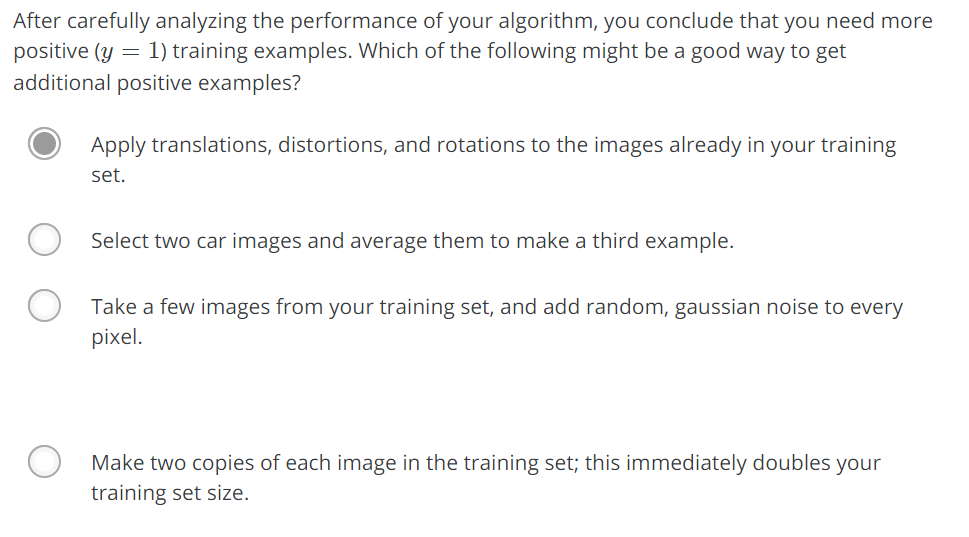 After carefully analyzing the performance of your algorithm, you conclude that you need more
positive (y = 1) training examples. Which of the following might be a good way to get
additional positive examples?
Apply translations, distortions, and rotations to the images already in your training
set.
Select two car images and average them to make a third example.
Take a few images from your training set, and add random, gaussian noise to every
pixel.
Make two copies of each image in the training set; this immediately doubles your
training set size.